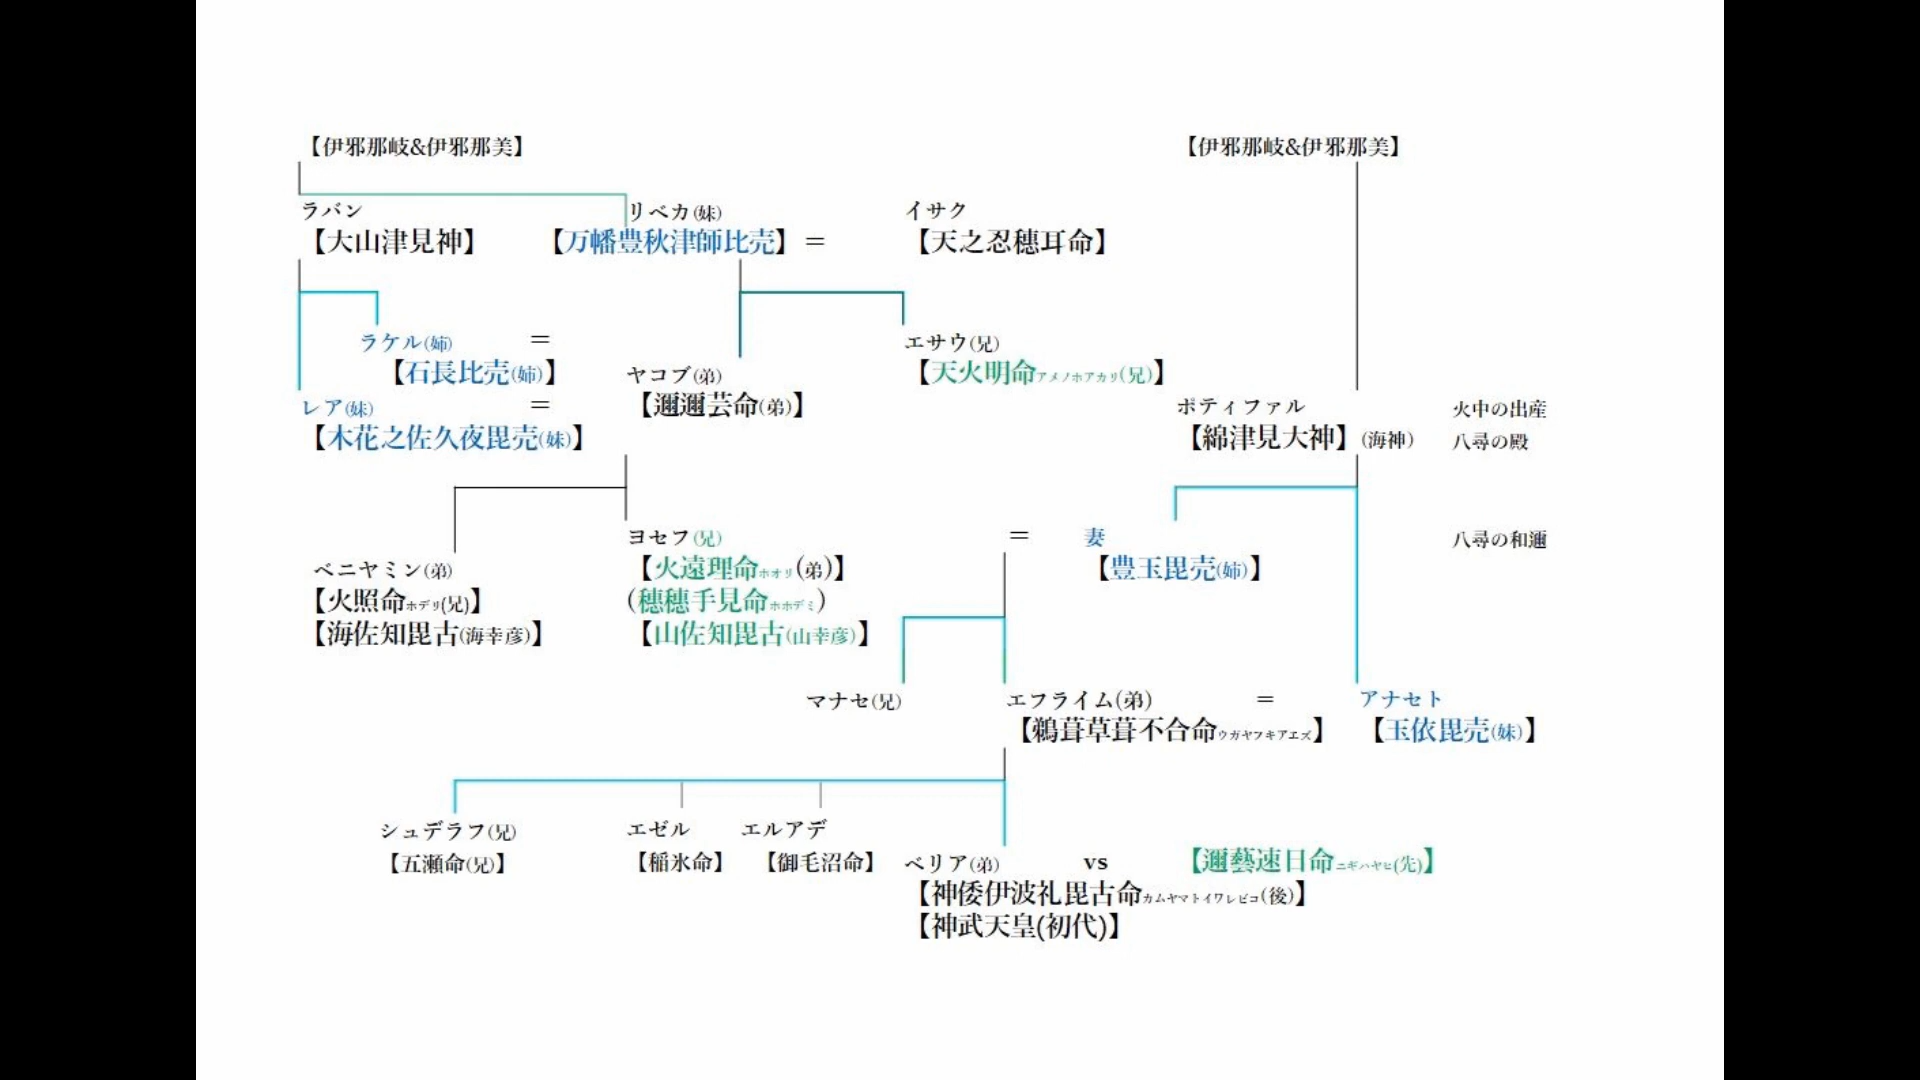 【伊邪那岐&伊邪那美】
【伊邪那岐&伊邪那美】
ラバン
リベカ(妹)
イサク
【大山津見神】
【万幡豊秋津師比売】 =
【天之忍穂耳命】
ラケル(姉) =
エサウ(兄)
【石長比売(姉)】
【天火明命アメノホアカリ(兄)】
ヤコブ(弟)
レア(妹) =
【邇邇芸命(弟)】
ポティファル
火中の出産
【木花之佐久夜毘売(妹)】
【綿津見大神】(海神)
八尋の殿
ヨセフ(兄)
= 妻
八尋の和邇
ベニヤミン(弟)
【火遠理命ホオリ(弟)】
【豊玉毘売(姉)】
【火照命ホデリ(兄)】
(穂穂手見命ホホデミ)
【海佐知毘古(海幸彦)】
【山佐知毘古(山幸彦)】
マナセ(兄)
エフライム(弟) =
アナセト
【鵜葺草葺不合命ウガヤフキアエズ】
【玉依毘売(妹)】
シュデラフ(兄)
エゼル
エルアデ
【五瀬命(兄)】
【稲氷命】
【御毛沼命】
ベリア(弟) vs
【邇藝速日命ニギハヤヒ(先)】
【神倭伊波礼毘古命カムヤマトイワレビコ(後)】
【神武天皇(初代)】